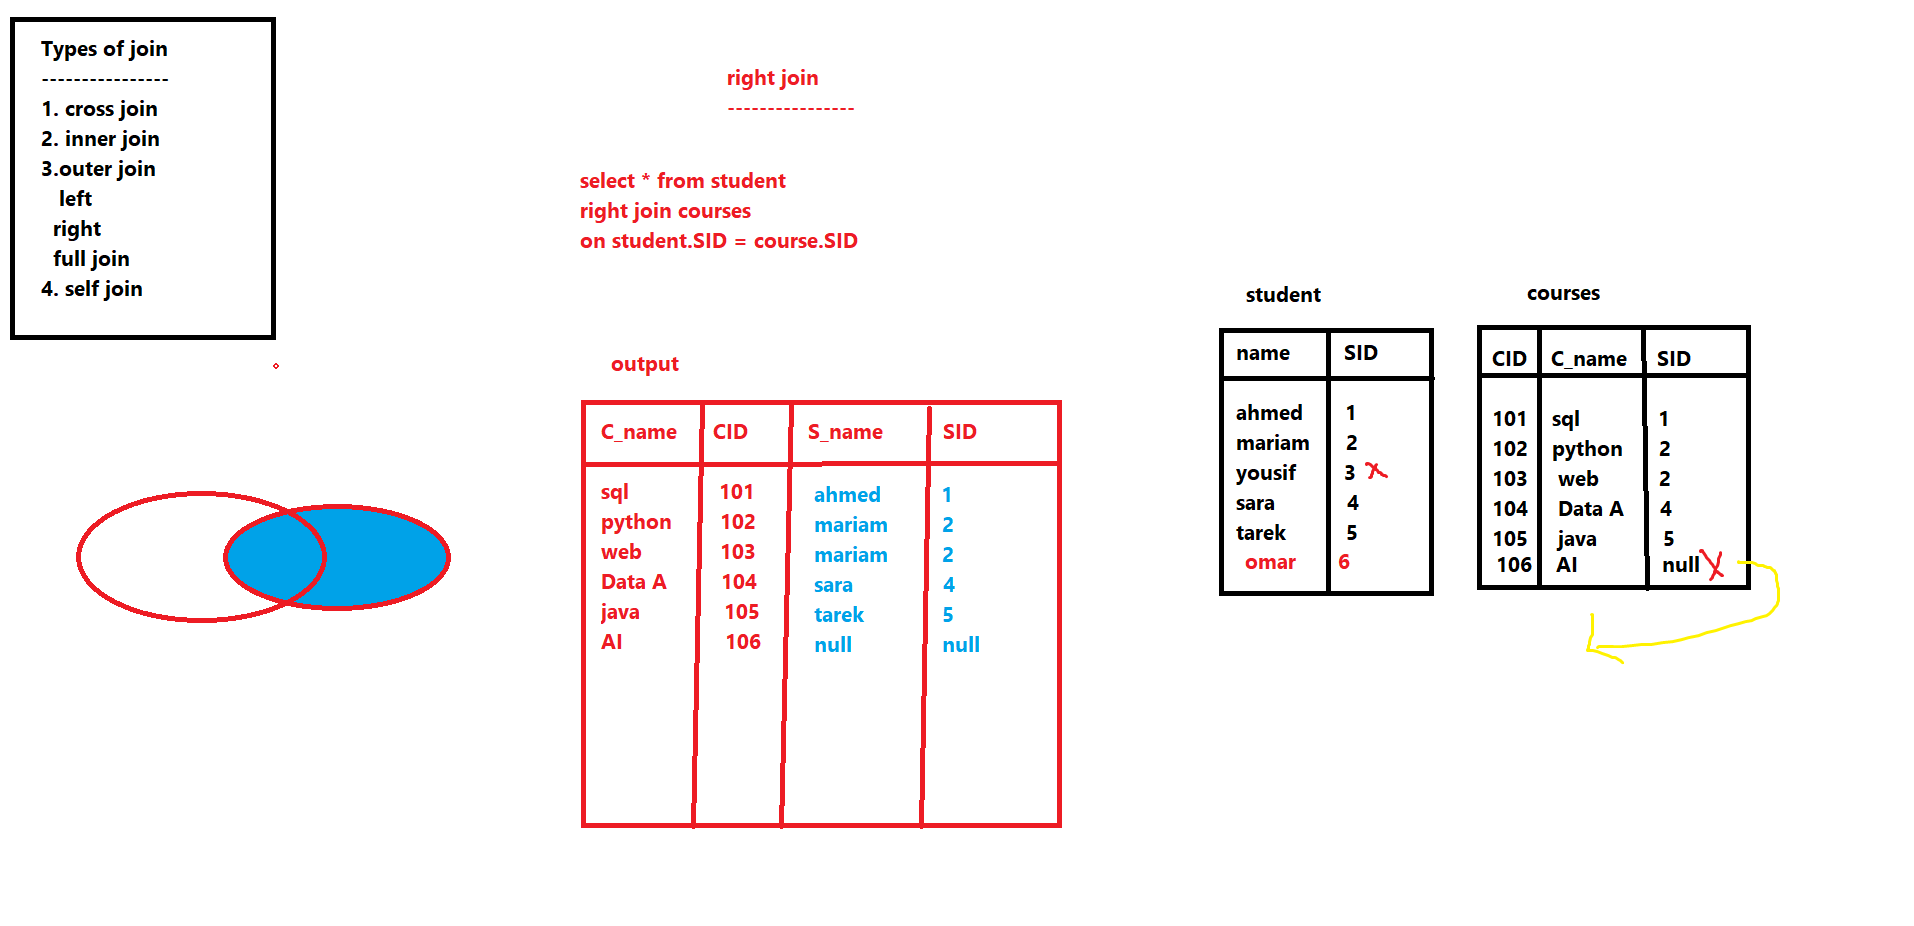 Types of join
----------------
1. cross join
2. inner join
3.outer join
left
right
full join
4. self join
right join
----------------
select * from student
right join courses
on student.SID = course.SID
output
C_name CID S_name SID
sql 101 ahmed 1
python 102 mariam 2
web 103 mariam 2
Data A 104 sara 4
java 105 tarek 5
AI 106 null null
student
name SID
ahmed 1
mariam 2
yousif 3
sara 4
tarek 5
omar 6
courses
CID C_name SID
101 sql 1
102 python 2
103 web 2
104 Data A 4
105 java 5
106 AI null